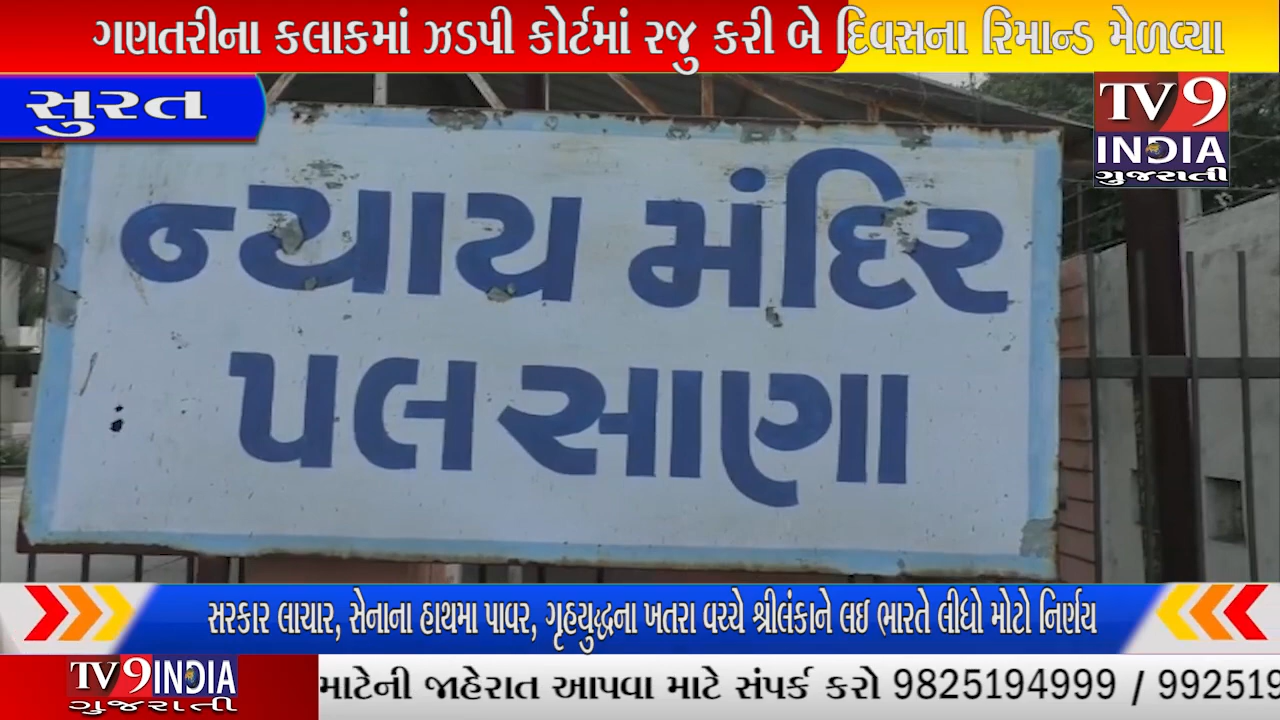 ગણતરીના કલાકમાં ઝડપી કોર્ટમાં રજુ કરી બે દિવસના રિમાન્ડ મેળવ્યા
સુરત
TV9
INDIA
ગુજરાતી
ન્યાય મંદિર
પલસાણા
સરકાર લાચાર, સેનાના હાથમા પાવર, ગૃહયુદ્ધના ખતરા વચ્ચે શ્રીલંકાને લઇ ભારતે લીધો મોટો નિર્ણય
TV9INDIA
ગુજરાતી
માટેની જાહેરાત આપવા માટે સંપર્ક કરો 9825194999 / 992519